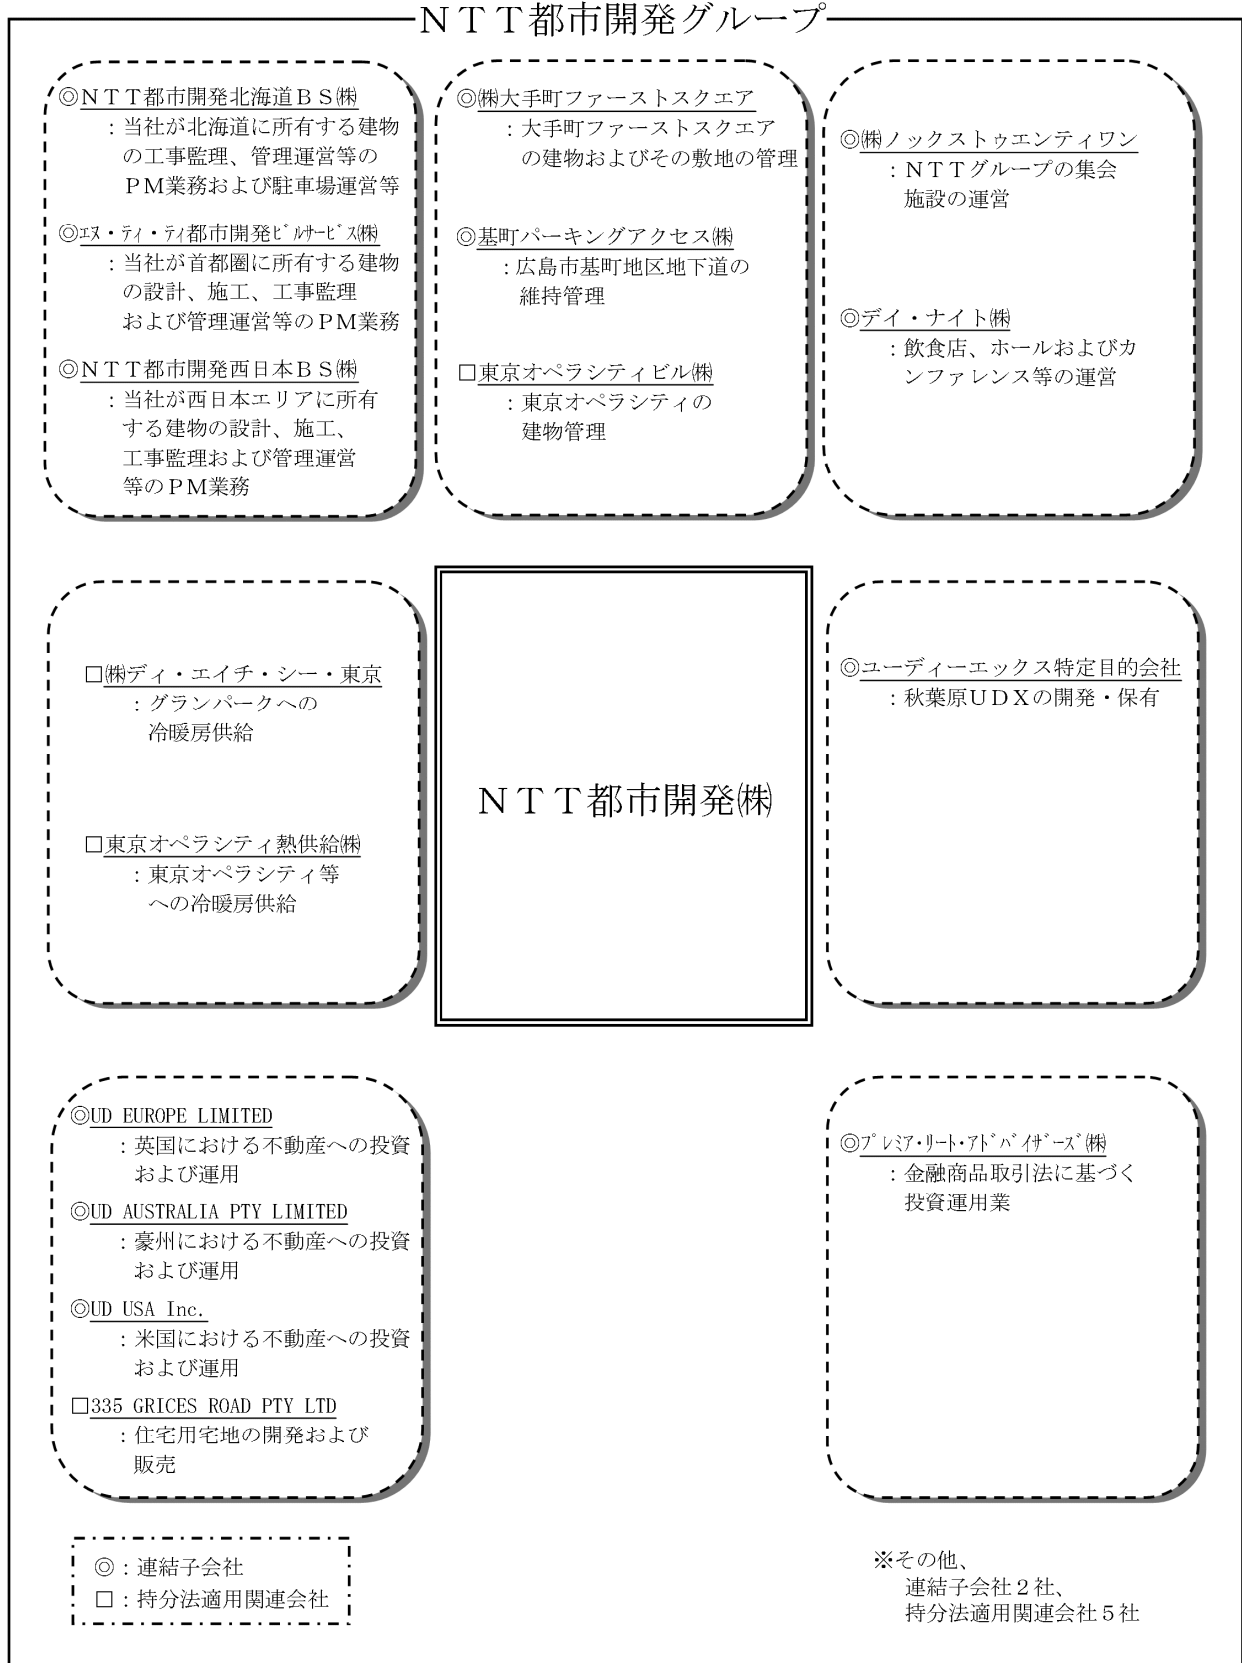 ＮＴＴ都市開発グループ
◎ＮＴＴ都市開発北海道ＢＳ㈱
：当社が北海道に所有する建物
の工事監理、管理運営等の
ＰＭ業務および駐車場運営等
◎ｴﾇ・ﾃｨ・ﾃｨ都市開発ﾋﾞﾙｻｰﾋﾞｽ㈱
：当社が首都圏に所有する建物
の設計、施工、工事監理
および管理運営等のＰＭ業務
◎ＮＴＴ都市開発西日本ＢＳ㈱
：当社が西日本エリアに所有
する建物の設計、施工、
工事監理および管理運営
等のＰＭ業務
◎㈱大手町ファーストスクエア
：大手町ファーストスクエア
の建物およびその敷地の管理
◎基町パーキングアクセス㈱
：広島市基町地区地下道の
維持管理
□東京オペラシティビル㈱
：東京オペラシティの
建物管理
◎㈱ノックストゥエンティワン
：ＮＴＴグループの集会
施設の運営
◎デイ・ナイト㈱
：飲食店、ホールおよびカ
ンファレンス等の運営
□㈱ディ・エイチ・シー・東京
：グランパークへの
冷暖房供給
□東京オペラシティ熱供給㈱
：東京オペラシティ等
への冷暖房供給
ＮＴＴ都市開発㈱
◎ユーディーエックス特定目的会社
：秋葉原ＵＤＸの開発・保有
◎UD EUROPE LIMITED
：英国における不動産への投資
および運用
◎UD AUSTRALIA PTY LIMITED
：豪州における不動産への投資
および運用
◎UD USA Inc.
：米国における不動産への投資
および運用
□335 GRICES ROAD PTY LTD
：住宅用宅地の開発および
販売
◎ﾌﾟﾚﾐｱ・ﾘｰﾄ・ｱﾄﾞﾊﾞｲｻﾞｰｽﾞ㈱
：金融商品取引法に基づく
投資運用業
◎：連結子会社
□：持分法適用関連会社
※その他、
連結子会社２社、
持分法適用関連会社５社